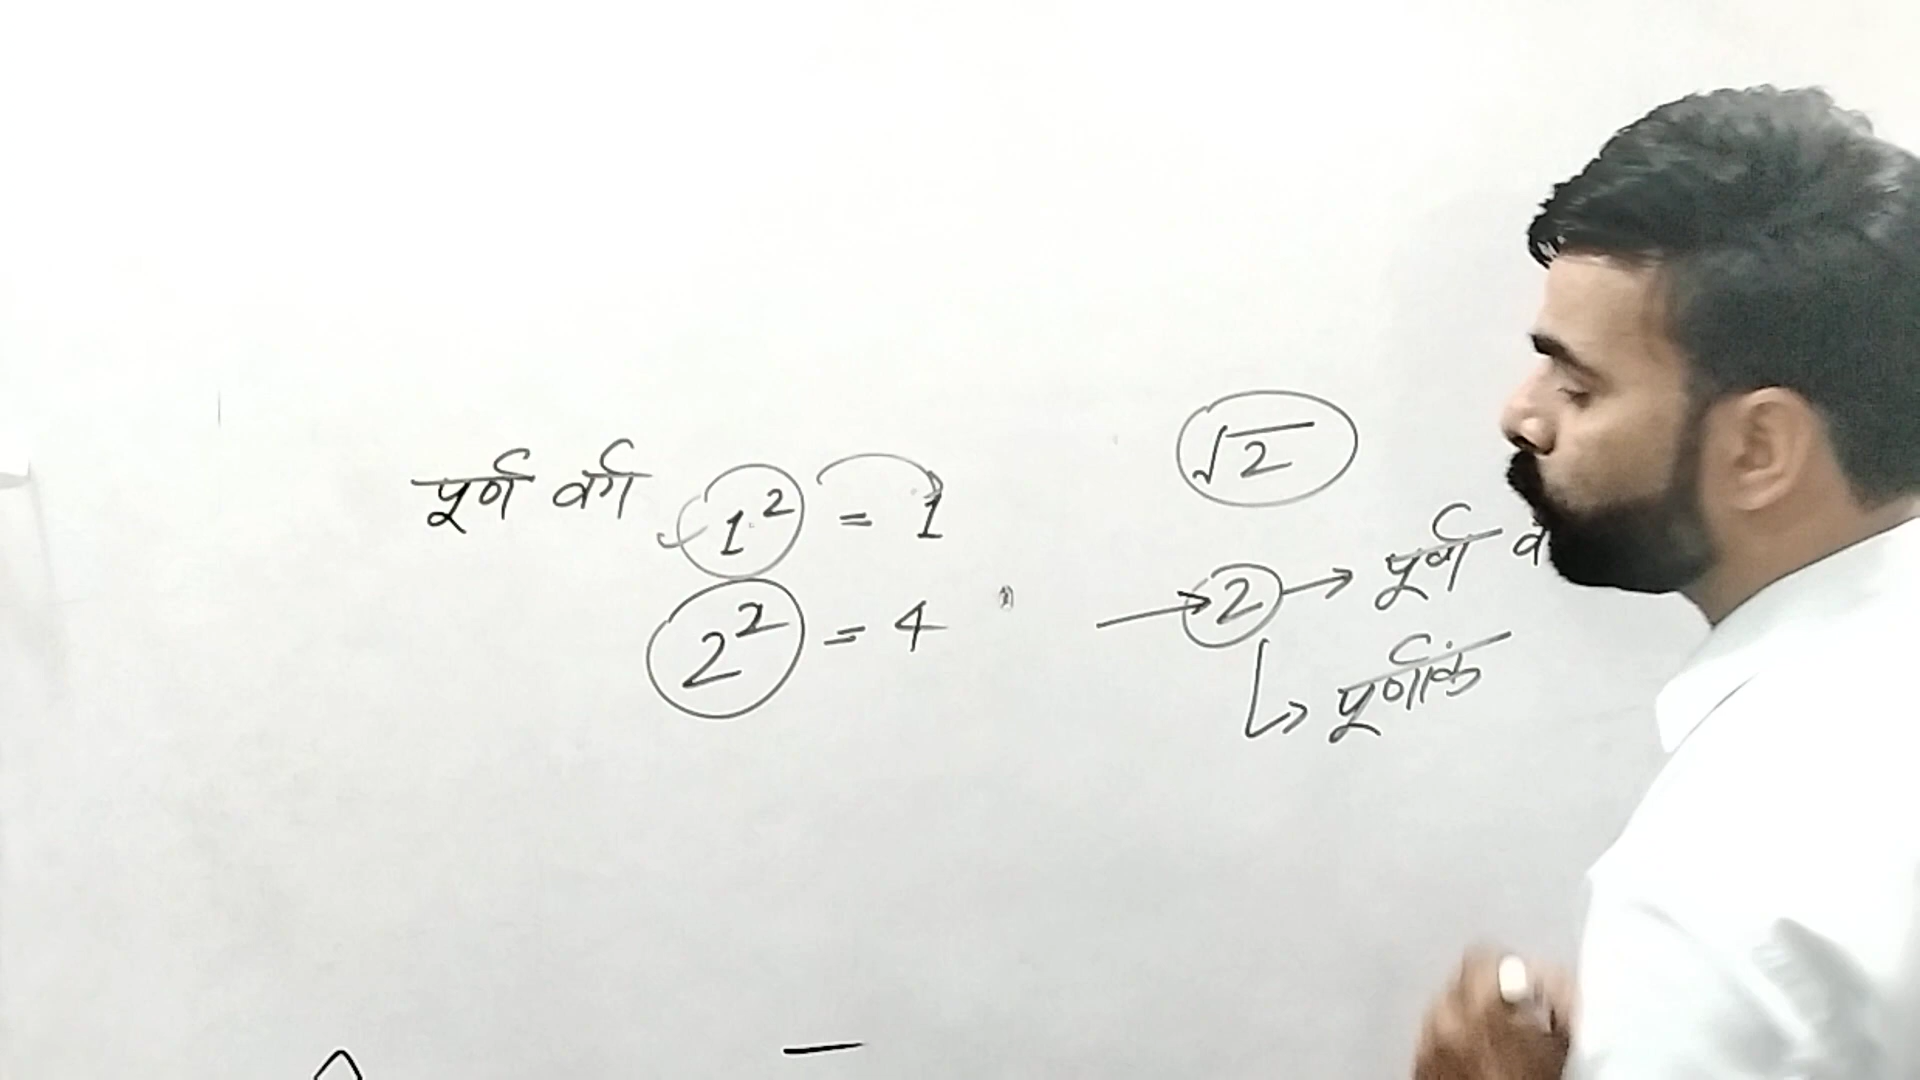 पूर्ण वर्ग 1² = 1
2² = 4
√2
→ 2 → पूर्ण
↳ पूर्णांक